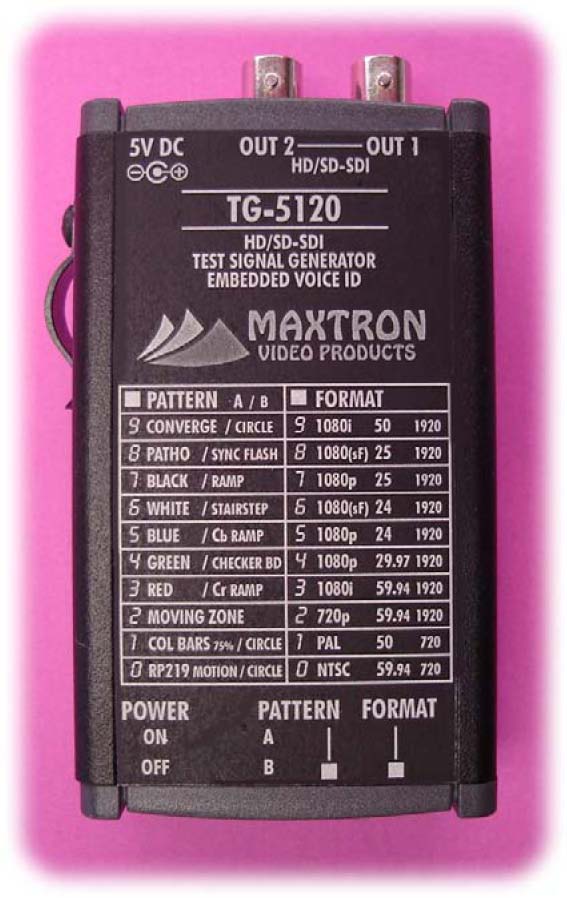 5V DC OUT 2 OUT 1
HD/SD-SDI
TG-5120
HD/SD-SDI
TEST SIGNAL GENERATOR
EMBEDDED VOICE ID
MAXTRON
VIDEO PRODUCTS
PATTERN A / B FORMAT
9 CONVERGE / CIRCLE 9 1080i 50 1920
8 PATHO / SYNC FLASH 8 1080(sF) 25 1920
7 BLACK / RAMP 7 1080p 25 1920
6 WHITE / STAIRSTEP 6 1080(sF) 24 1920
5 BLUE / Cb RAMP 5 1080p 24 1920
4 GREEN / CHECKER BD 4 1080p 29.97 1920
3 RED / Cr RAMP 3 1080i 59.94 1920
2 MOVING ZONE 2 720p 59.94 1920
1 COL BARS 75% / CIRCLE 1 PAL 50 720
0 RP219 MOTION / CIRCLE 0 NTSC 59.94 720
POWER PATTERN FORMAT
ON A
OFF B